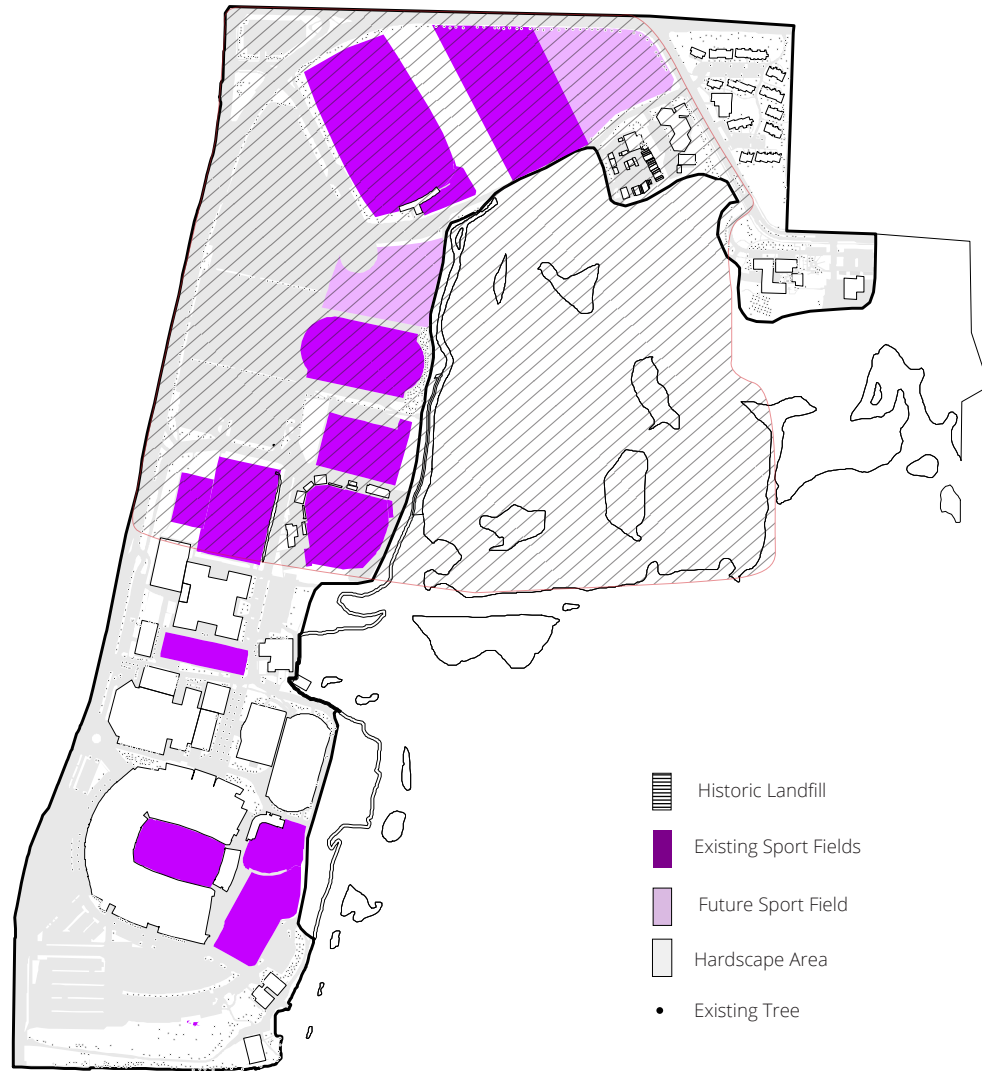 Historic Landfill
Existing Sport Fields
Future Sport Field
Hardscape Area
Existing Tree